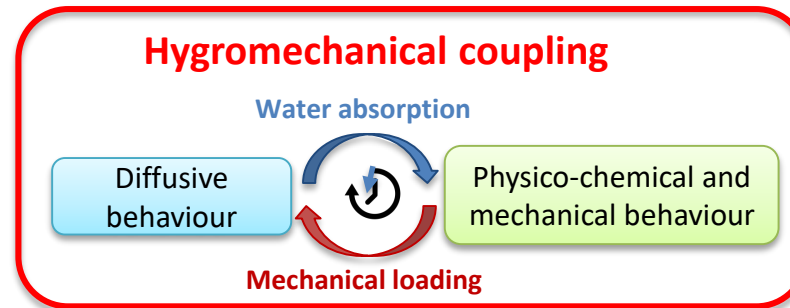 Hygromechanical coupling
Water absorption
Diffusive
behaviour
Physico-chemical and
mechanical behaviour
Mechanical loading